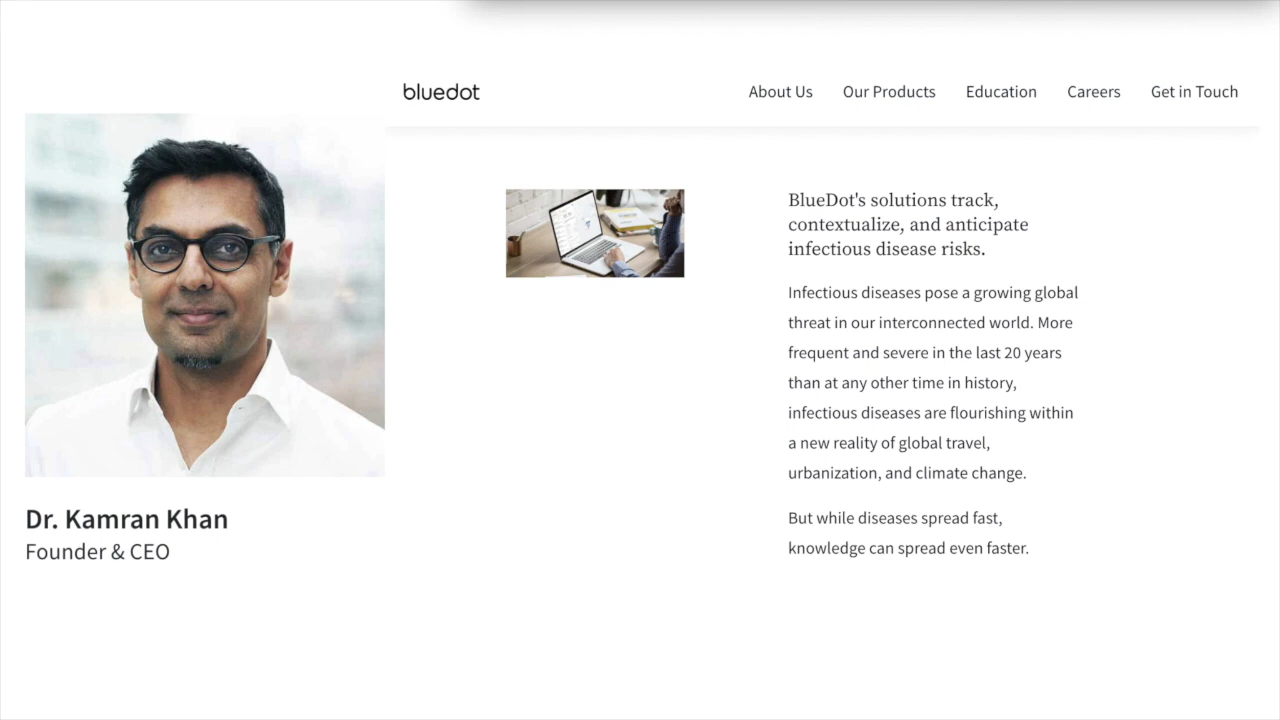 bluedot
About Us
Our Products
Education
Careers
Get in Touch
Dr. Kamran Khan
Founder & CEO
BlueDot's solutions track,
contextualize, and anticipate
infectious disease risks.
Infectious diseases pose a growing global
threat in our interconnected world. More
frequent and severe in the last 20 years
than at any other time in history,
infectious diseases are flourishing within
a new reality of global travel,
urbanization, and climate change.
But while diseases spread fast,
knowledge can spread even faster.